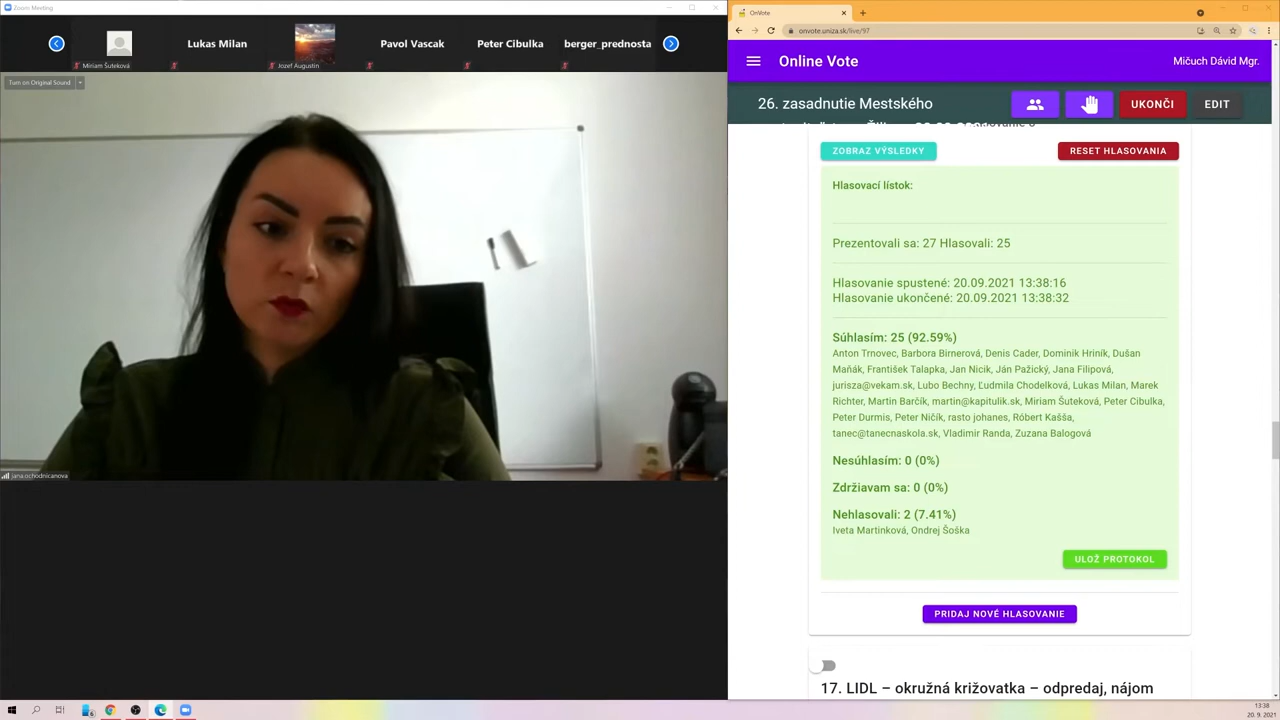 Zoom Meeting
Lukas Milan
Pavol Vascak
Peter Cibulka
berger_prednosta
Miriam Šuteková
Jozef Augustin
Turn on Original Sound
jana.ochodnicanova
OnVote
onvote.uniza.sk/live/97
Online Vote
Mičuch Dávid Mgr.
26. zasadnutie Mestského
UKONČI
EDIT
ZOBRAZ VÝSLEDKY
RESET HLASOVANIA
Hlasovací lístok:
Prezentovali sa: 27 Hlasovali: 25
Hlasovanie spustené: 20.09.2021 13:38:16
Hlasovanie ukončené: 20.09.2021 13:38:32
Súhlasím: 25 (92.59%)
Anton Trnovec, Barbora Birnerová, Denis Cader, Dominik Hriník, Dušan
Maňák, František Talapka, Jan Nicik, Ján Pažický, Jana Filipová,
jurisza@vekam.sk, Lubo Bechny, Ľudmila Chodelková, Lukas Milan, Marek
Richter, Martin Barčík, martin@kapitulik.sk, Miriam Šuteková, Peter Cibulka,
Peter Durmis, Peter Ničík, rasto johanes, Róbert Kašša,
tanec@tanecnaskola.sk, Vladimir Randa, Zuzana Balogová
Nesúhlasím: 0 (0%)
Zdržiavam sa: 0 (0%)
Nehlasovali: 2 (7.41%)
Iveta Martinková, Ondrej Šoška
ULOŽ PROTOKOL
PRIDAJ NOVÉ HLASOVANIE
17. LIDL – okružná križovatka – odpredaj, nájom
13:38
20. 9. 2021